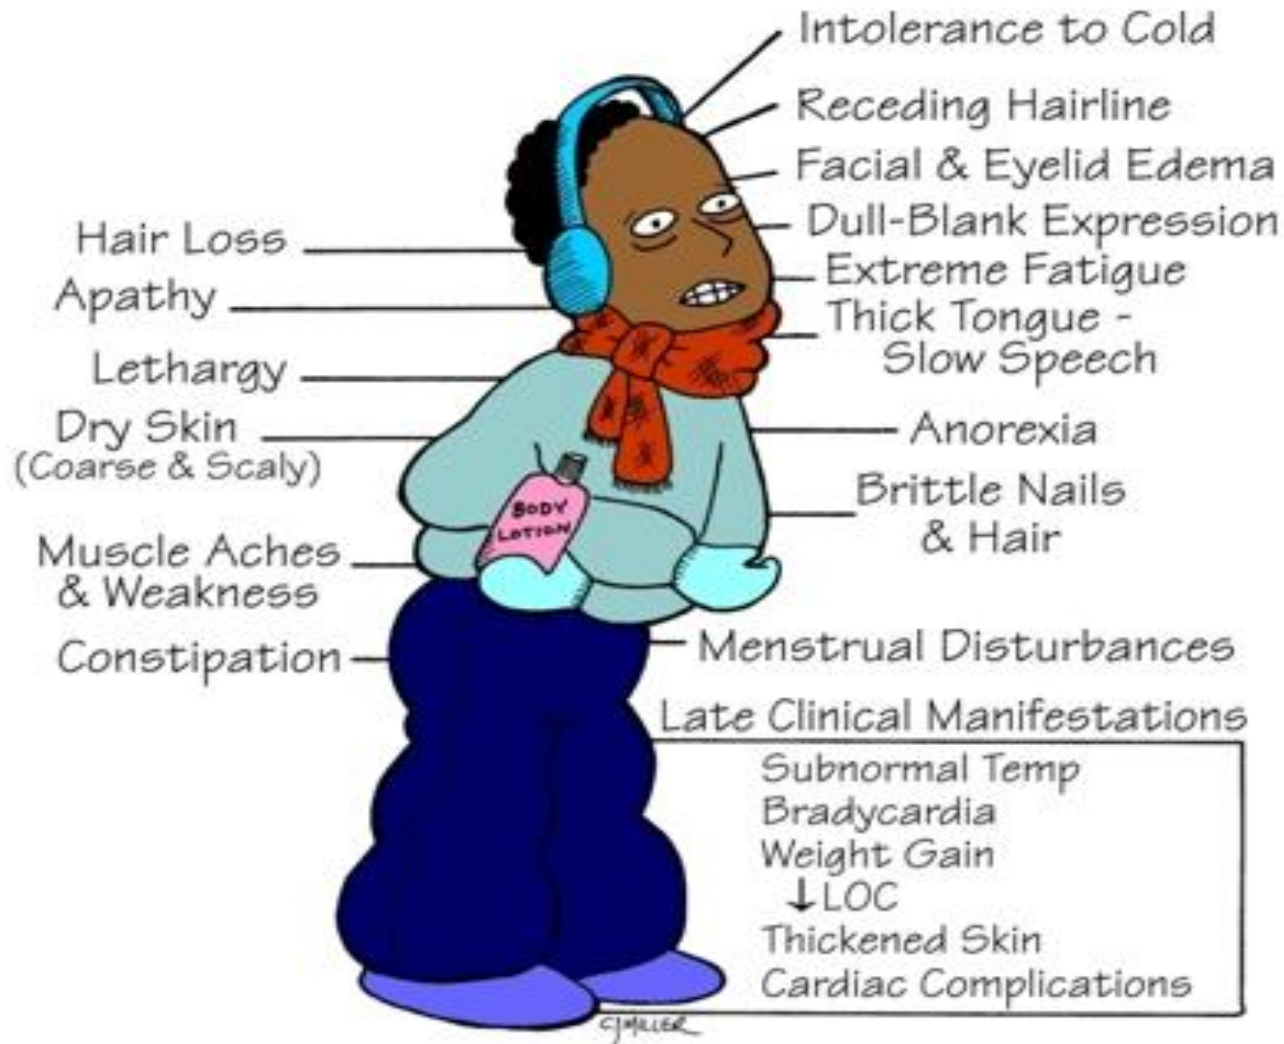 Intolerance to Cold
Receding Hairline
Facial & Eyelid Edema
Dull-Blank Expression
Extreme Fatigue
Thick Tongue -
Slow Speech
Anorexia
Brittle Nails
& Hair
Menstrual Disturbances
Hair Loss
Apathy
Lethargy
Dry Skin
(Coarse & Scaly)
Muscle Aches
& Weakness
Constipation
BODY
LOTION
Late Clinical Manifestations
Subnormal Temp
Bradycardia
Weight Gain
↓LOC
Thickened Skin
Cardiac Complications
CJMILLER